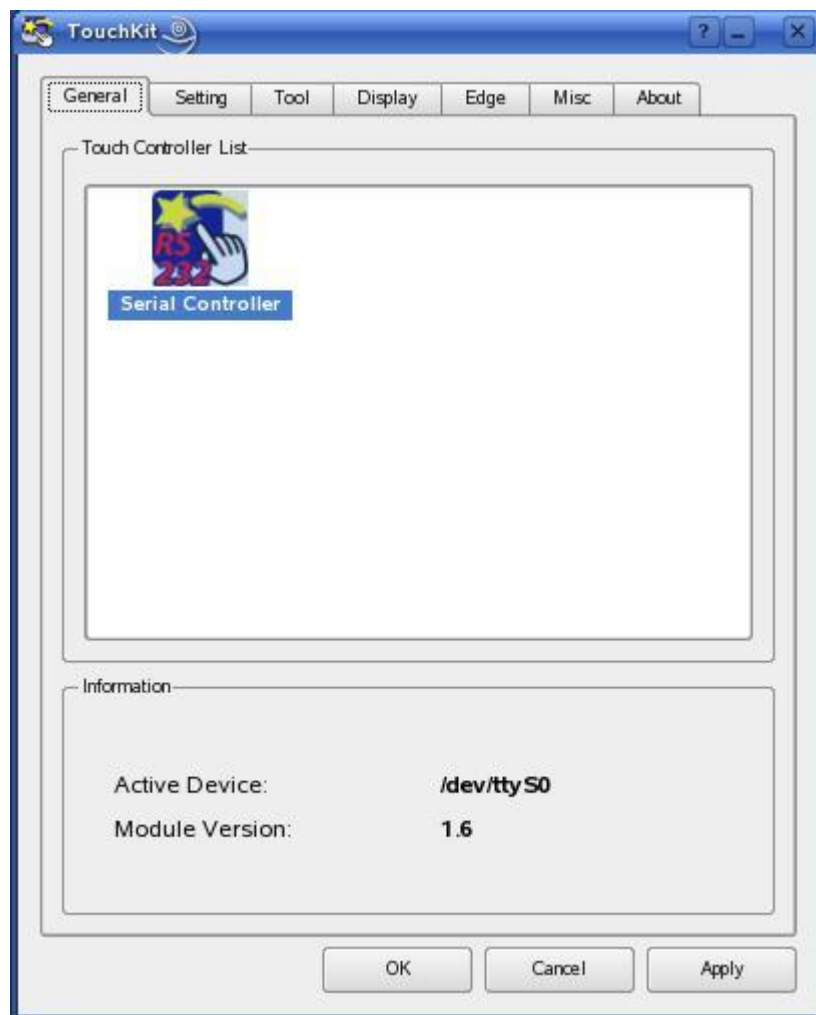 TouchKit
General Setting Tool Display Edge Misc About
Touch Controller List
RS
232
Serial Controller
Information
Active Device: /dev/ttyS0
Module Version: 1.6
OK Cancel Apply